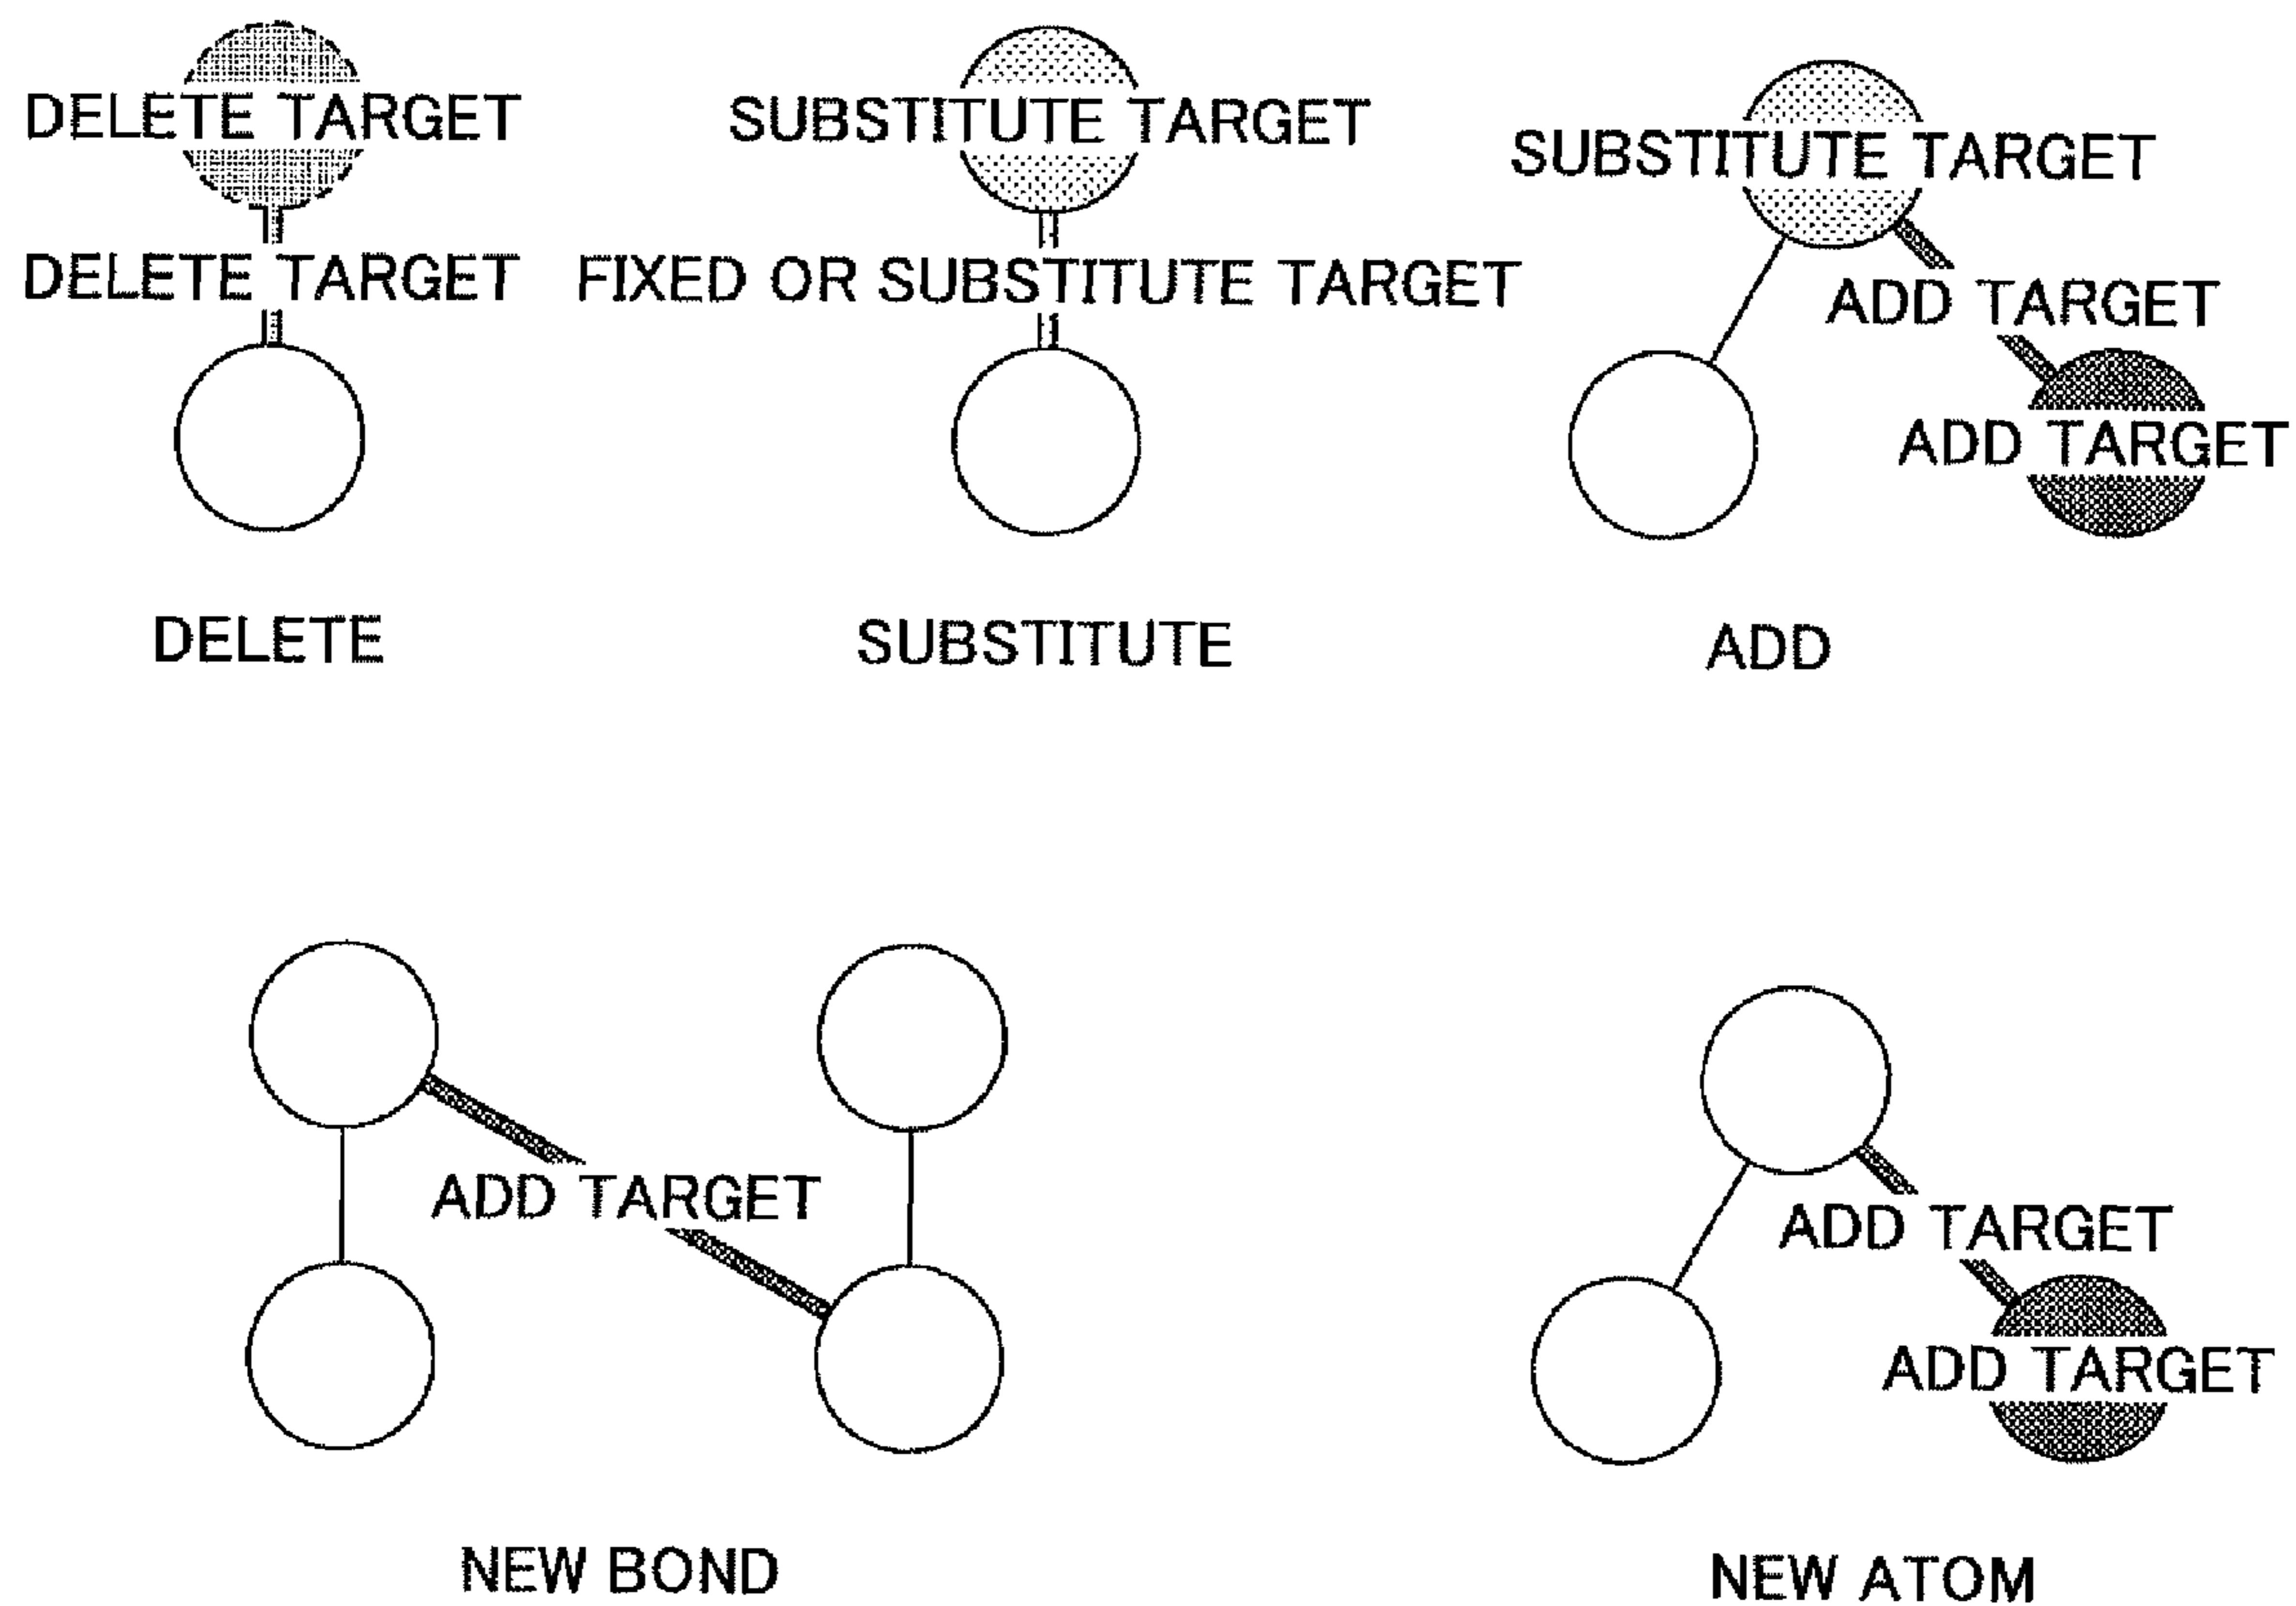 DELETE TARGET
DELETE TARGET
DELETE
SUBSTITUTE TARGET
FIXED OR SUBSTITUTE TARGET
SUBSTITUTE
SUBSTITUTE TARGET
ADD TARGET
ADD TARGET
ADD
ADD TARGET
NEW BOND
ADD TARGET
ADD TARGET
NEW ATOM